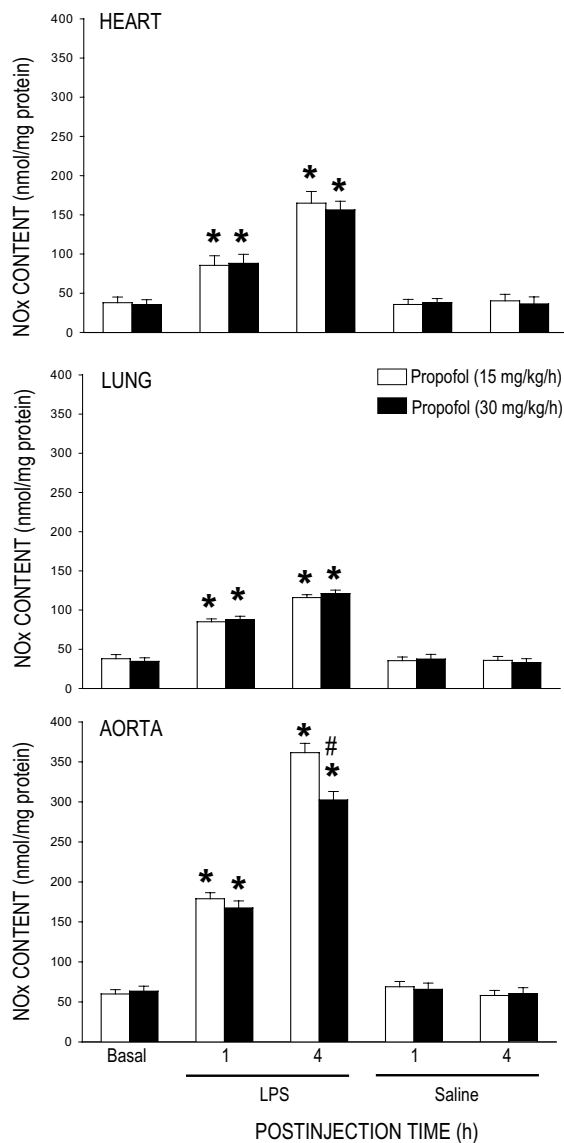 HEART
NOx CONTENT (nmol/mg protein)
400
350
300
250
200
150
100
50
0
* * * *
LUNG
NOx CONTENT (nmol/mg protein)
400
350
300
250
200
150
100
50
0
Propofol (15 mg/kg/h)
Propofol (30 mg/kg/h)
* * * *
AORTA
NOx CONTENT (nmol/mg protein)
400
350
300
250
200
150
100
50
0
* #
*
* *
Basal 1 4 1 4
LPS Saline
POSTINJECTION TIME (h)